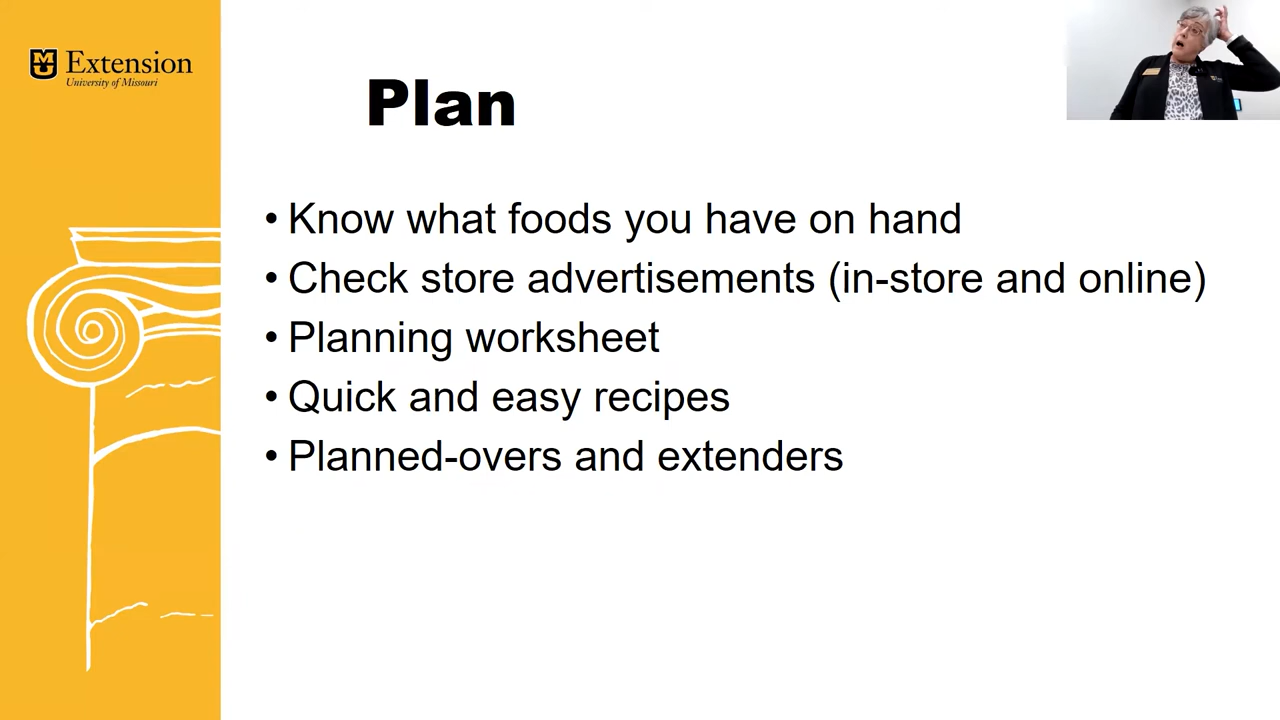 Extension
University of Missouri
Plan
• Know what foods you have on hand
• Check store advertisements (in-store and online)
• Planning worksheet
• Quick and easy recipes
• Planned-overs and extenders